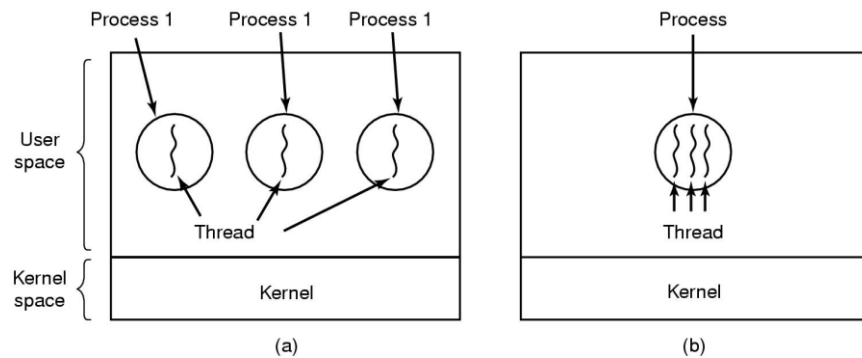 Process 1 Process 1 Process 1 Process
User
space
Thread Thread
Kernel
space
Kernel Kernel
(a) (b)